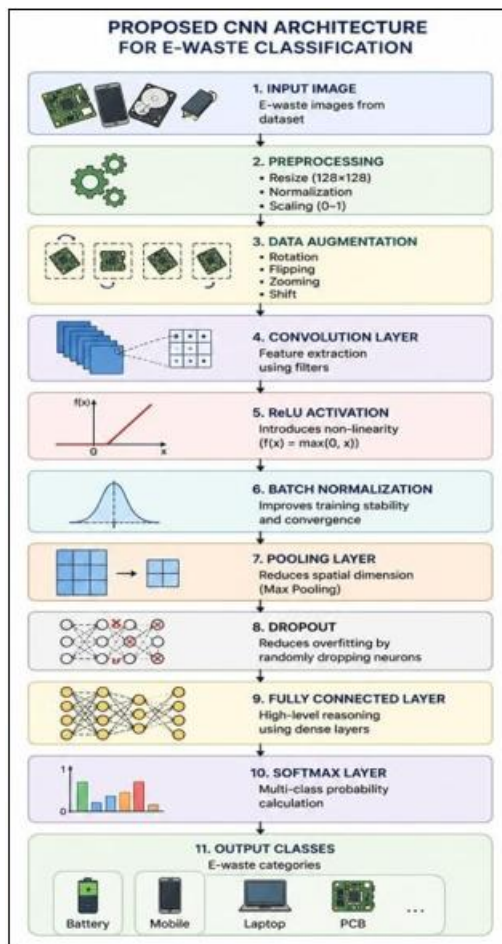 PROPOSED CNN ARCHITECTURE
FOR E-WASTE CLASSIFICATION
1. INPUT IMAGE
E-waste images from
dataset
2. PREPROCESSING
• Resize (128×128)
• Normalization
• Scaling (0–1)
3. DATA AUGMENTATION
• Rotation
• Flipping
• Zooming
• Shift
4. CONVOLUTION LAYER
Feature extraction
using filters
f(x)
0
x
5. ReLU ACTIVATION
Introduces non-linearity
(f(x) = max(0, x))
6. BATCH NORMALIZATION
Improves training stability
and convergence
7. POOLING LAYER
Reduces spatial dimension
(Max Pooling)
8. DROPOUT
Reduces overfitting by
randomly dropping neurons
9. FULLY CONNECTED LAYER
High-level reasoning
using dense layers
1
0
10. SOFTMAX LAYER
Multi-class probability
calculation
11. OUTPUT CLASSES
E-waste categories
Battery Mobile Laptop PCB ...